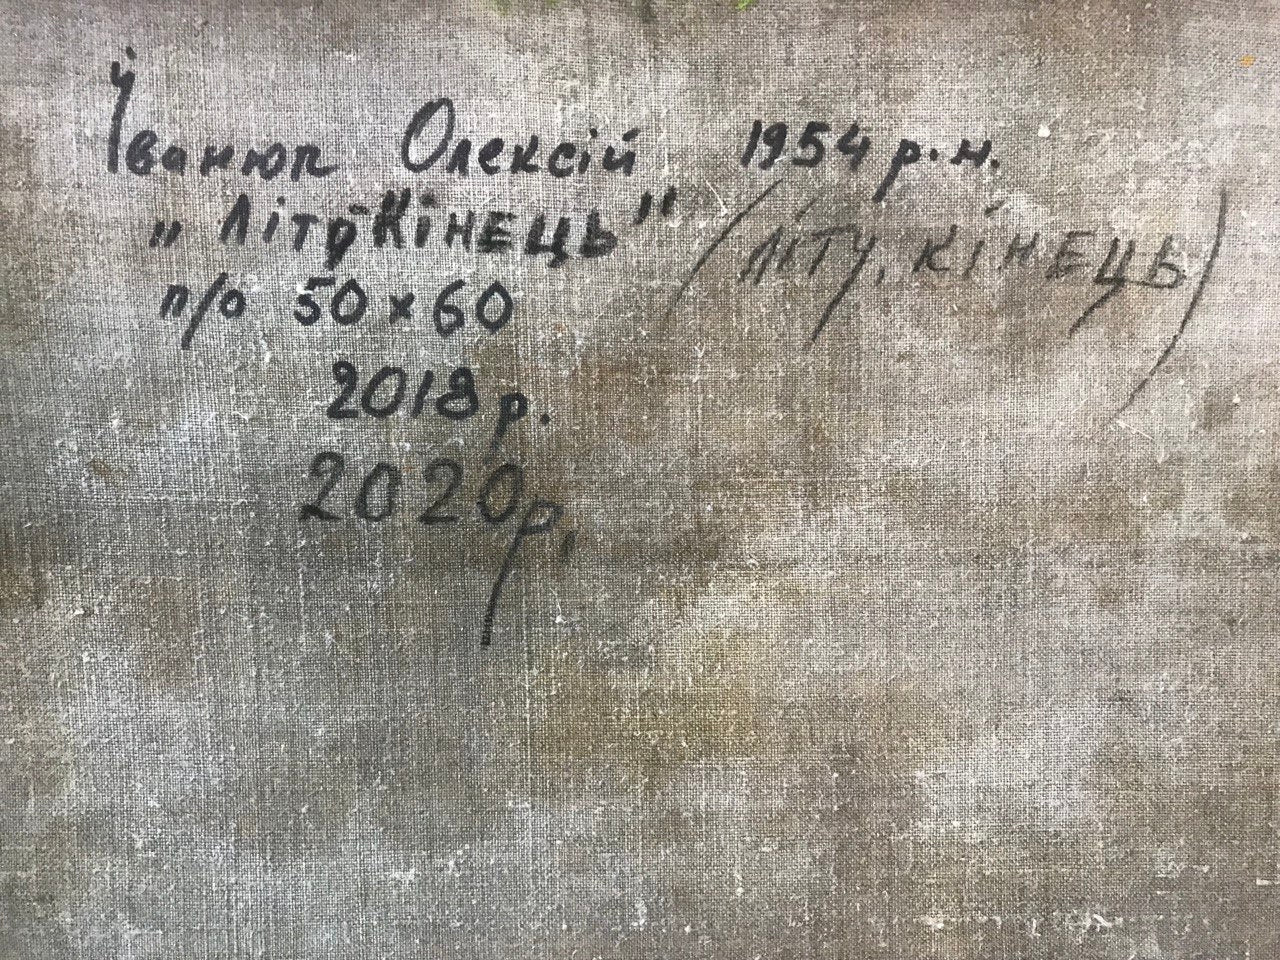 Іванюк Олексій 1954 р.н.
„Літу Кінець" (ЛІТУ, КІНЕЦЬ)
п/о 50 x 60
2018 р.
2020 р.